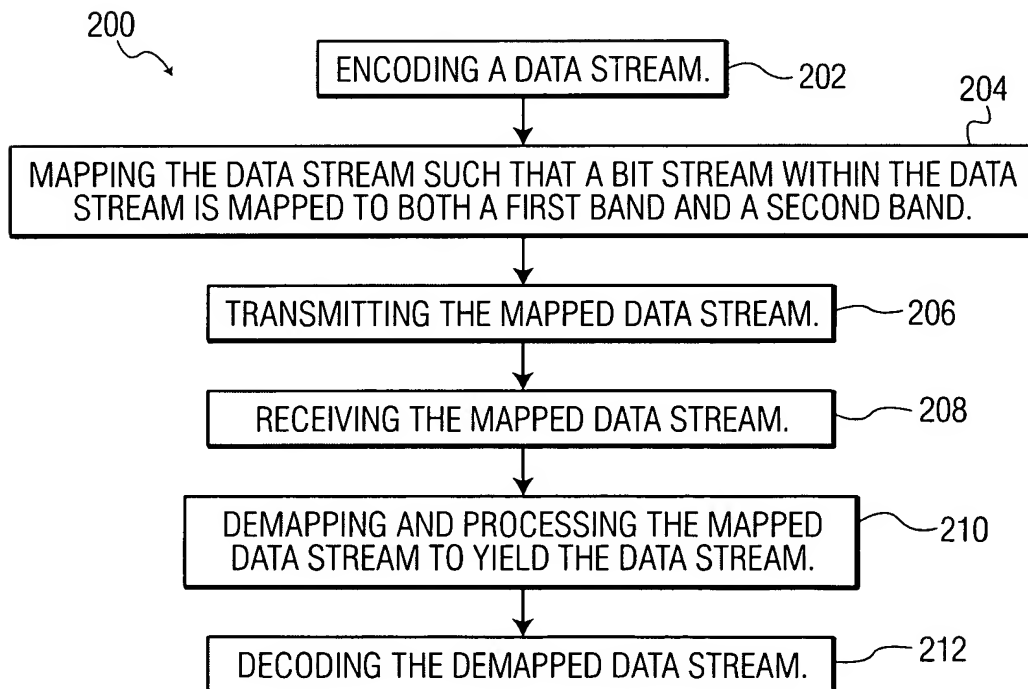 200
ENCODING A DATA STREAM.
202
204
MAPPING THE DATA STREAM SUCH THAT A BIT STREAM WITHIN THE DATA
STREAM IS MAPPED TO BOTH A FIRST BAND AND A SECOND BAND.
TRANSMITTING THE MAPPED DATA STREAM.
206
RECEIVING THE MAPPED DATA STREAM.
208
DEMAPPING AND PROCESSING THE MAPPED
DATA STREAM TO YIELD THE DATA STREAM.
210
DECODING THE DEMAPPED DATA STREAM.
212